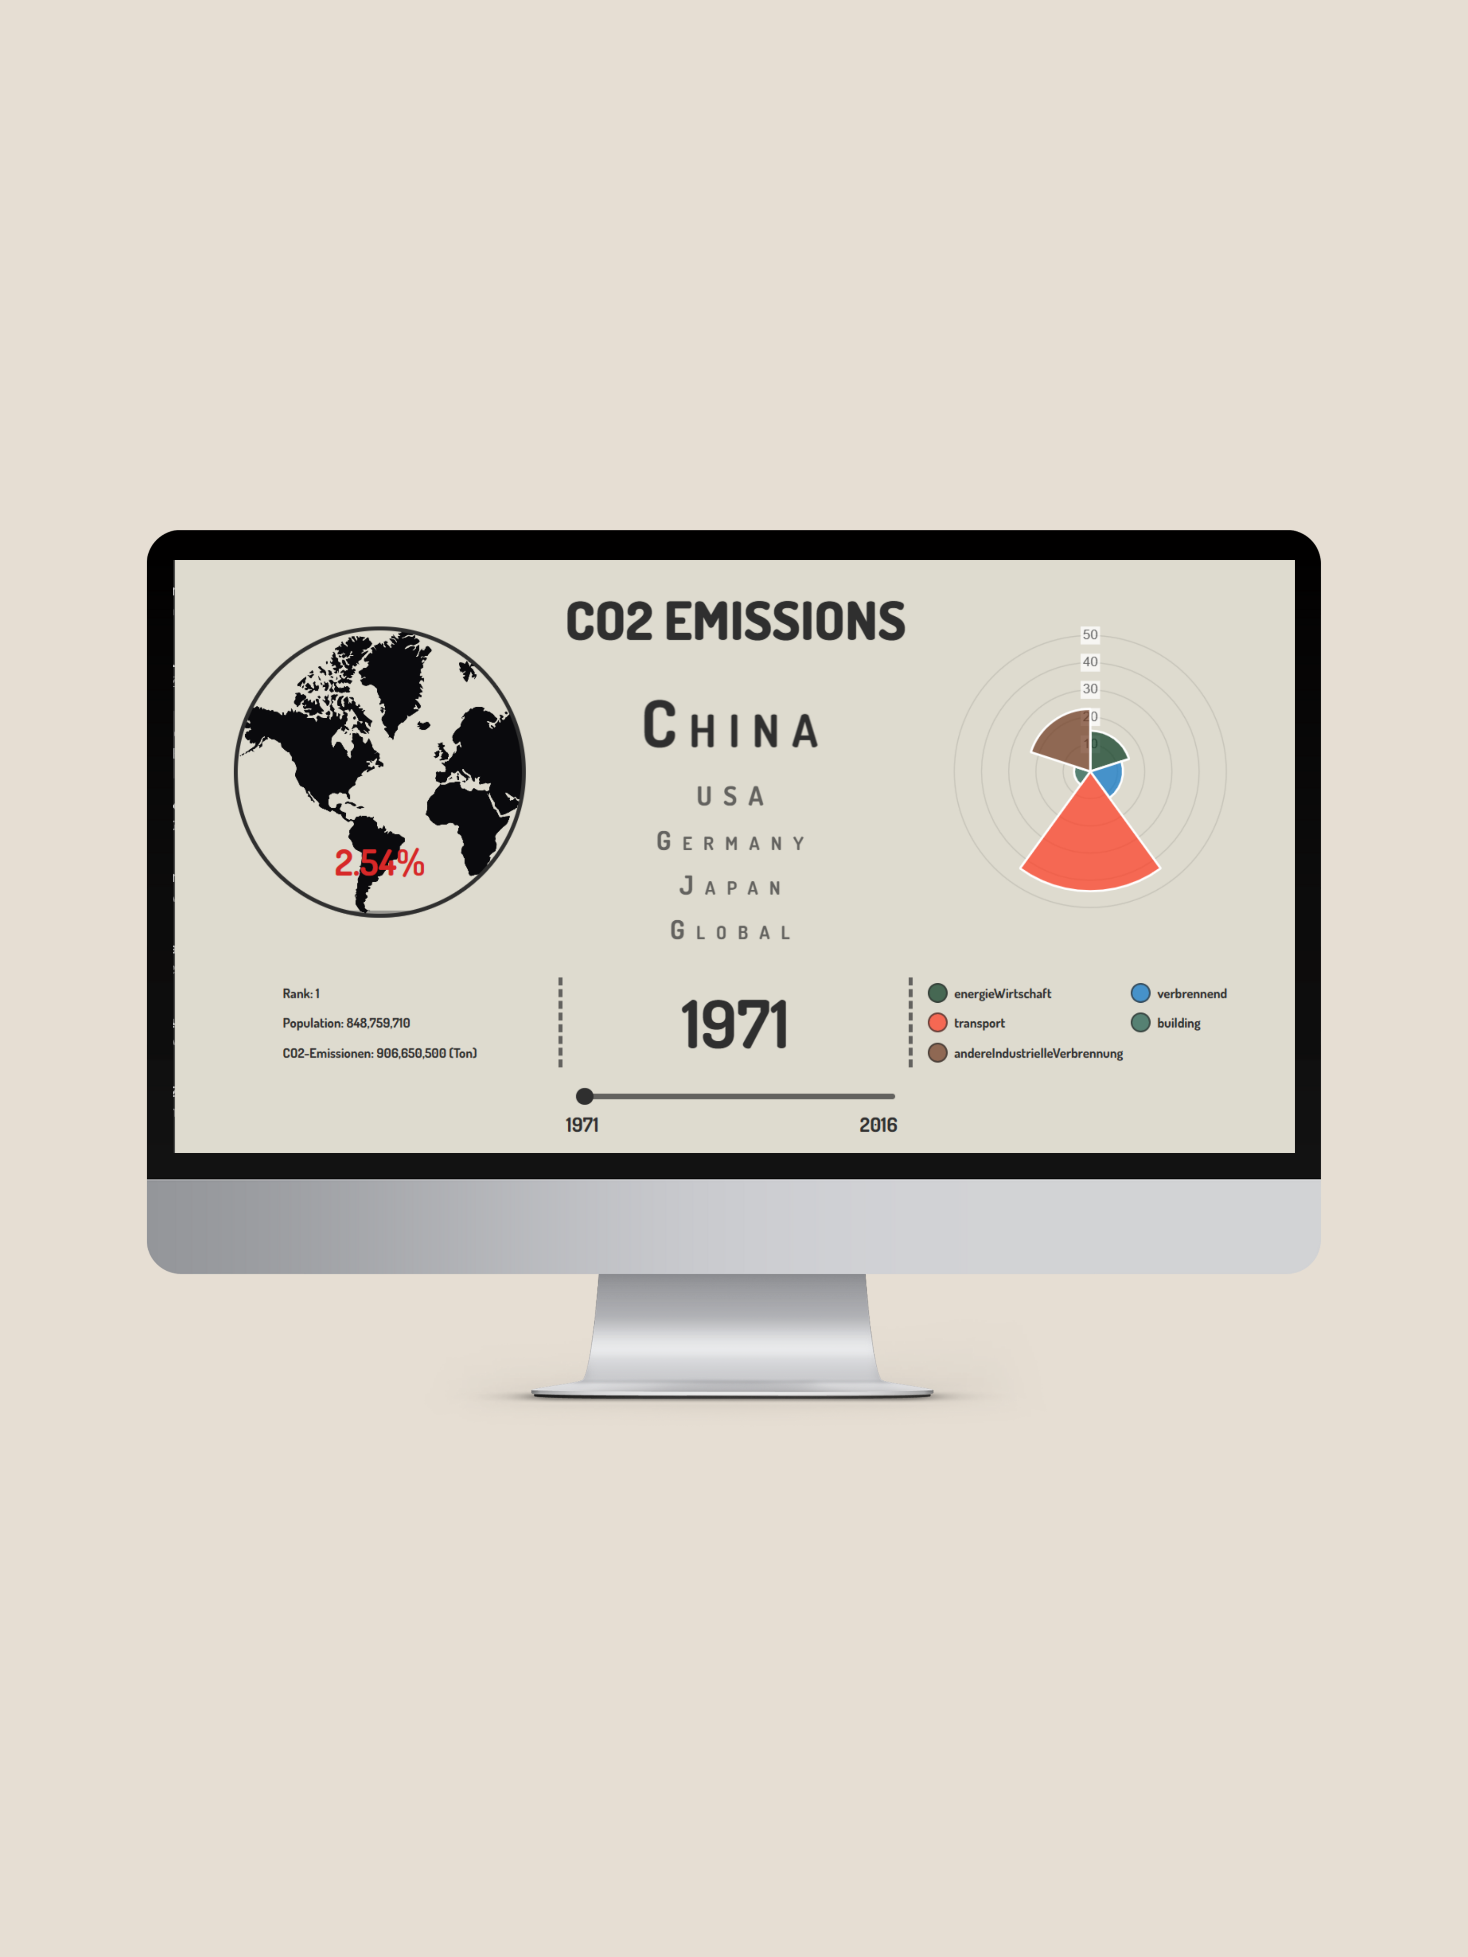 CO2 EMISSIONS
China
USA
Germany
Japan
Global
2.54%
50
40
30
20
10
Rank: 1
Population: 848,759,710
CO2-Emissionen: 906,650,500 (Ton)
1971
1971
2016
energieWirtschaft
verbrennend
transport
building
andereIndustrielleVerbrennung